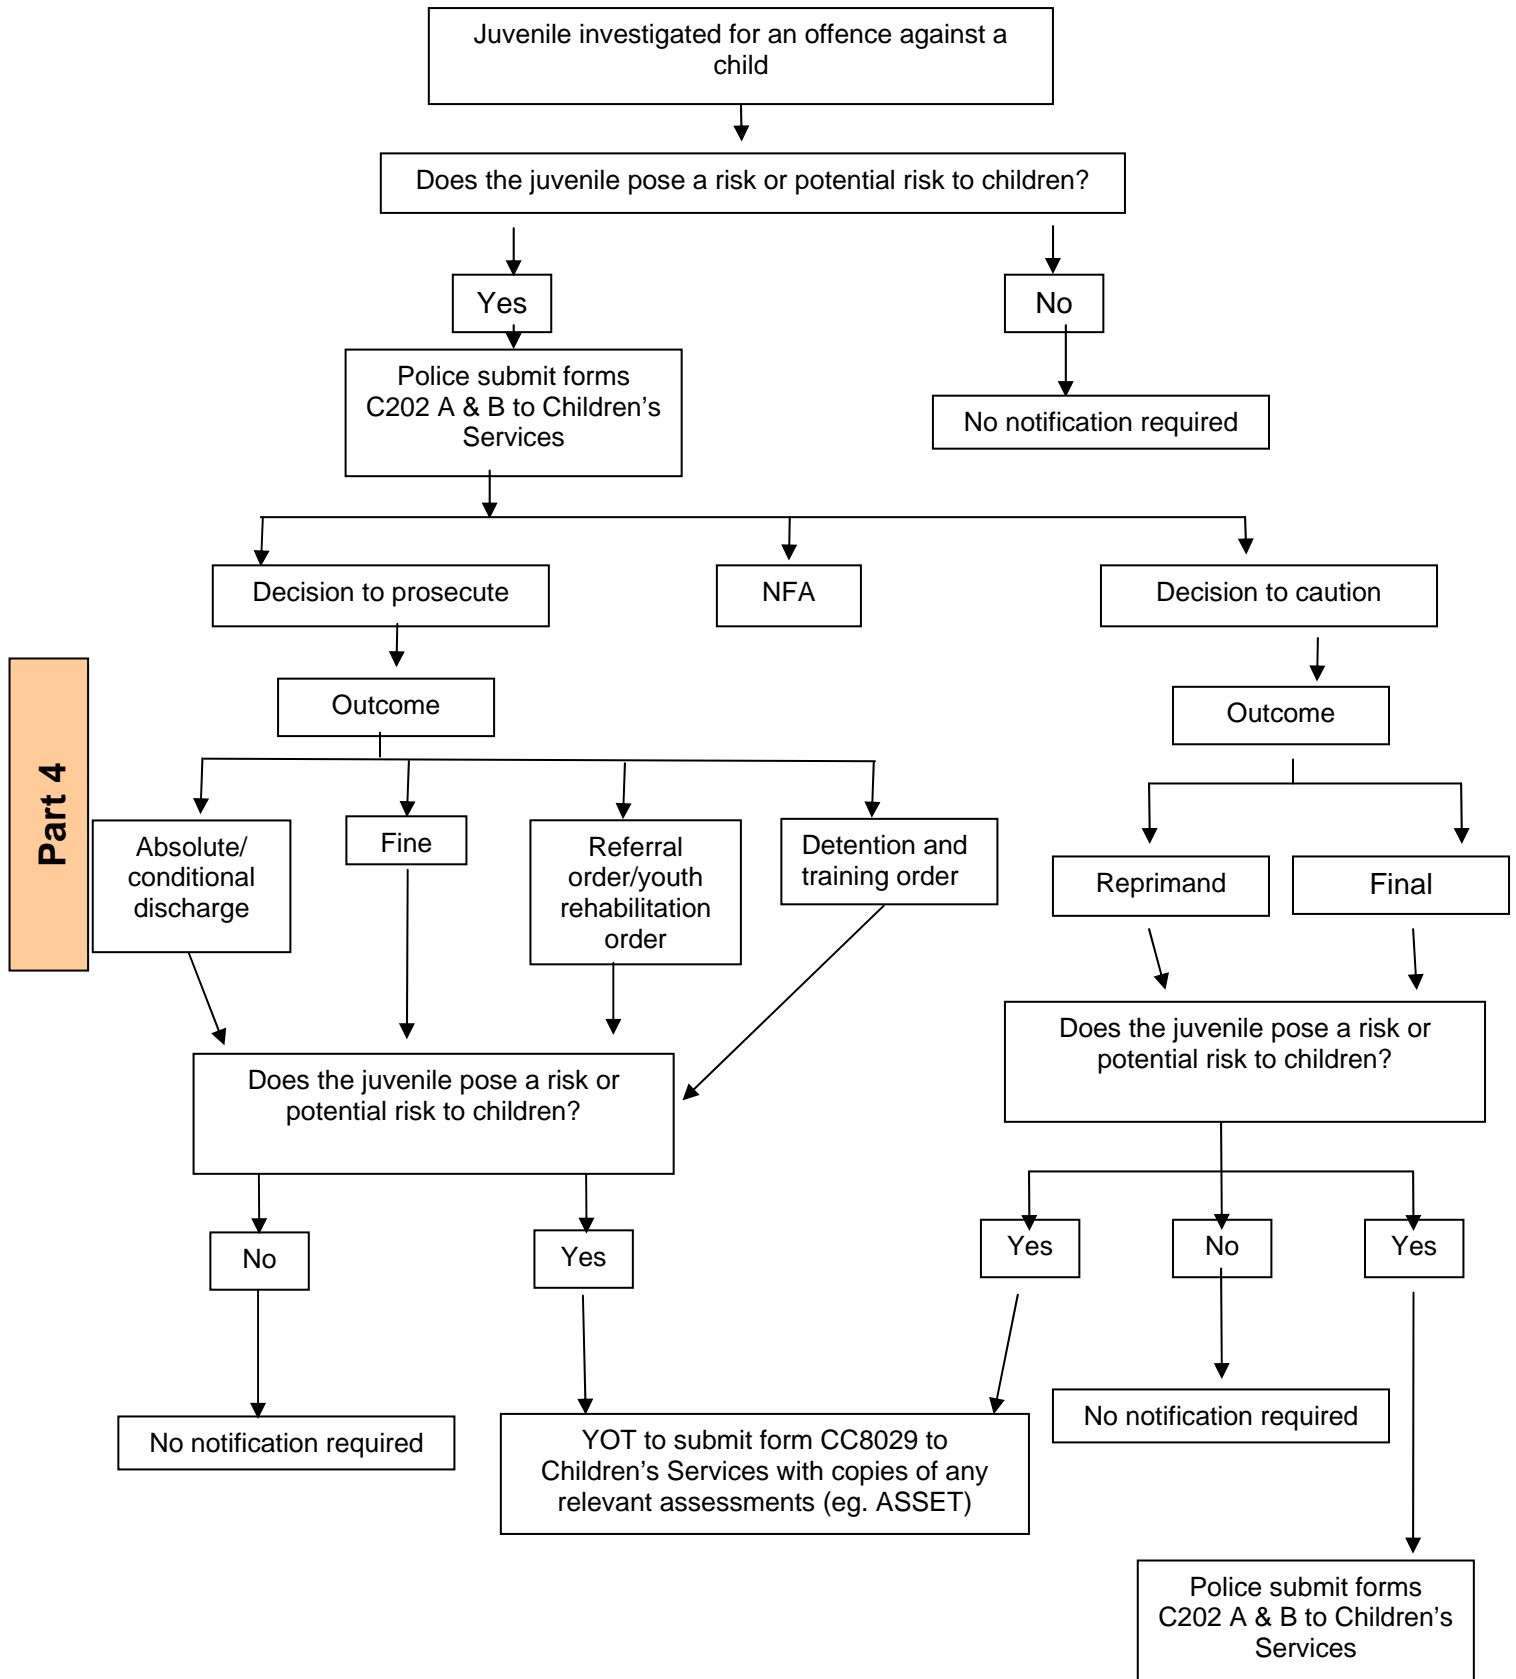 Juvenile investigated for an offence against a
child
Does the juvenile pose a risk or potential risk to children?
Yes
No
Police submit forms
C202 A & B to Children’s
Services
No notification required
Decision to prosecute
NFA
Decision to caution
Part 4
Outcome
Outcome
Absolute/
conditional
discharge
Fine
Referral
order/youth
rehabilitation
order
Detention and
training order
Reprimand
Final
Does the juvenile pose a risk or
potential risk to children?
Does the juvenile pose a risk or
potential risk to children?
No
Yes
Yes
No
Yes
No notification required
YOT to submit form CC8029 to
Children’s Services with copies of any
relevant assessments (eg. ASSET)
No notification required
Police submit forms
C202 A & B to Children’s
Services